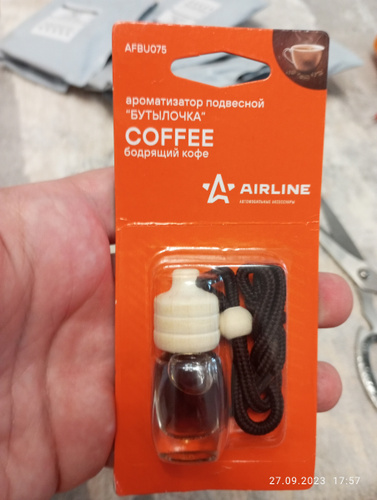 AFBU075
ароматизатор подвесной
"БУТЫЛОЧКА"
COFFEE
бодрящий кофе
AIRLINE
АВТОМОБИЛЬНЫЕ АКСЕССУАРЫ
27.09.2023 17:57